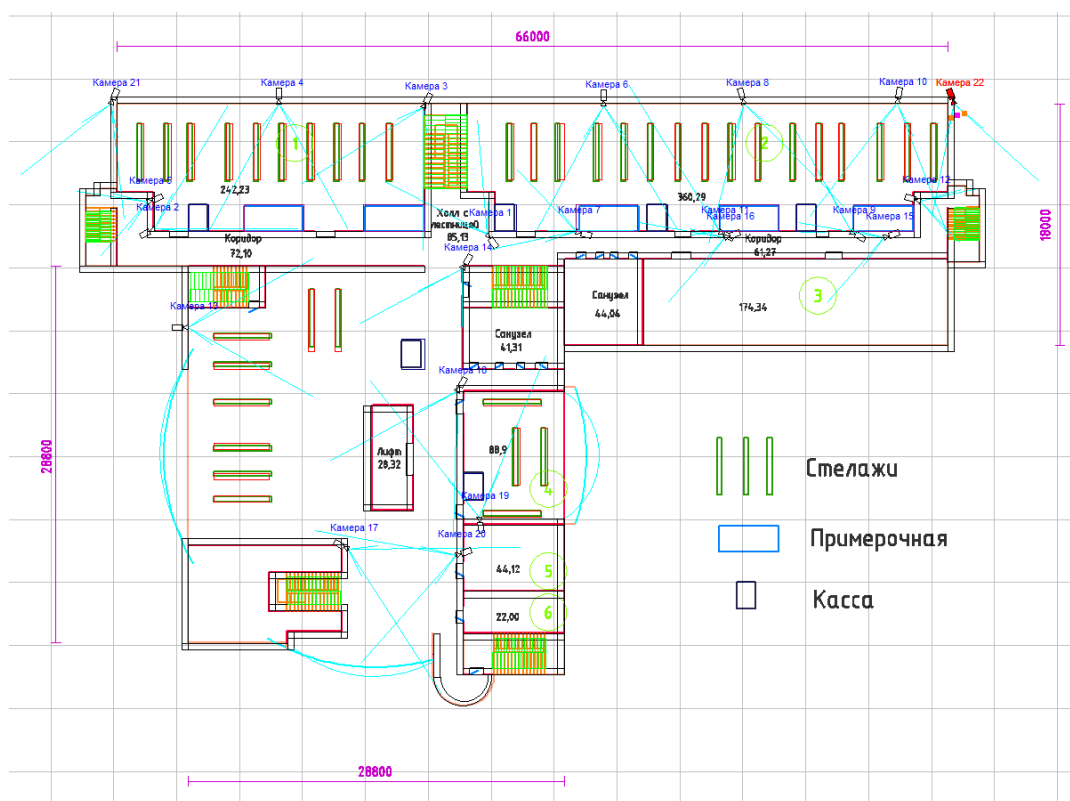 66000
Камера 21
Камера 4
Камера 3
Камера 6
Камера 8
Камера 10
Камера 22
1
2
Камера 5
Камера 12
242,23
360,29
Камера 2
Холл с
лестницей
65,13
Камера 1
Камера 7
Камера 11
Камера 16
Камера 9
Камера 15
18000
Коридор
72,10
Коридор
61,27
Камера 14
Камера 13
Санузел
44,04
174,34
3
Санузел
41,31
Камера 18
28800
Лифт
28,32
88,9
4
Стелажи
Камера 19
Камера 17
Камера 20
Примерочная
44,12
5
Касса
22,00
6
28800